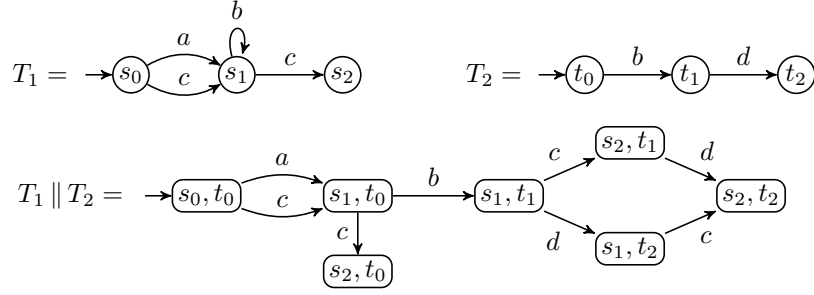 b
T₁ = s₀ a s₁ c s₂ T₂ = t₀ b t₁ d t₂
c
T₁ ∥ T₂ = s₀, t₀ a s₁, t₀ b s₁, t₁ c s₂, t₁ d s₂, t₂
c d s₁, t₂ c
c
s₂, t₀